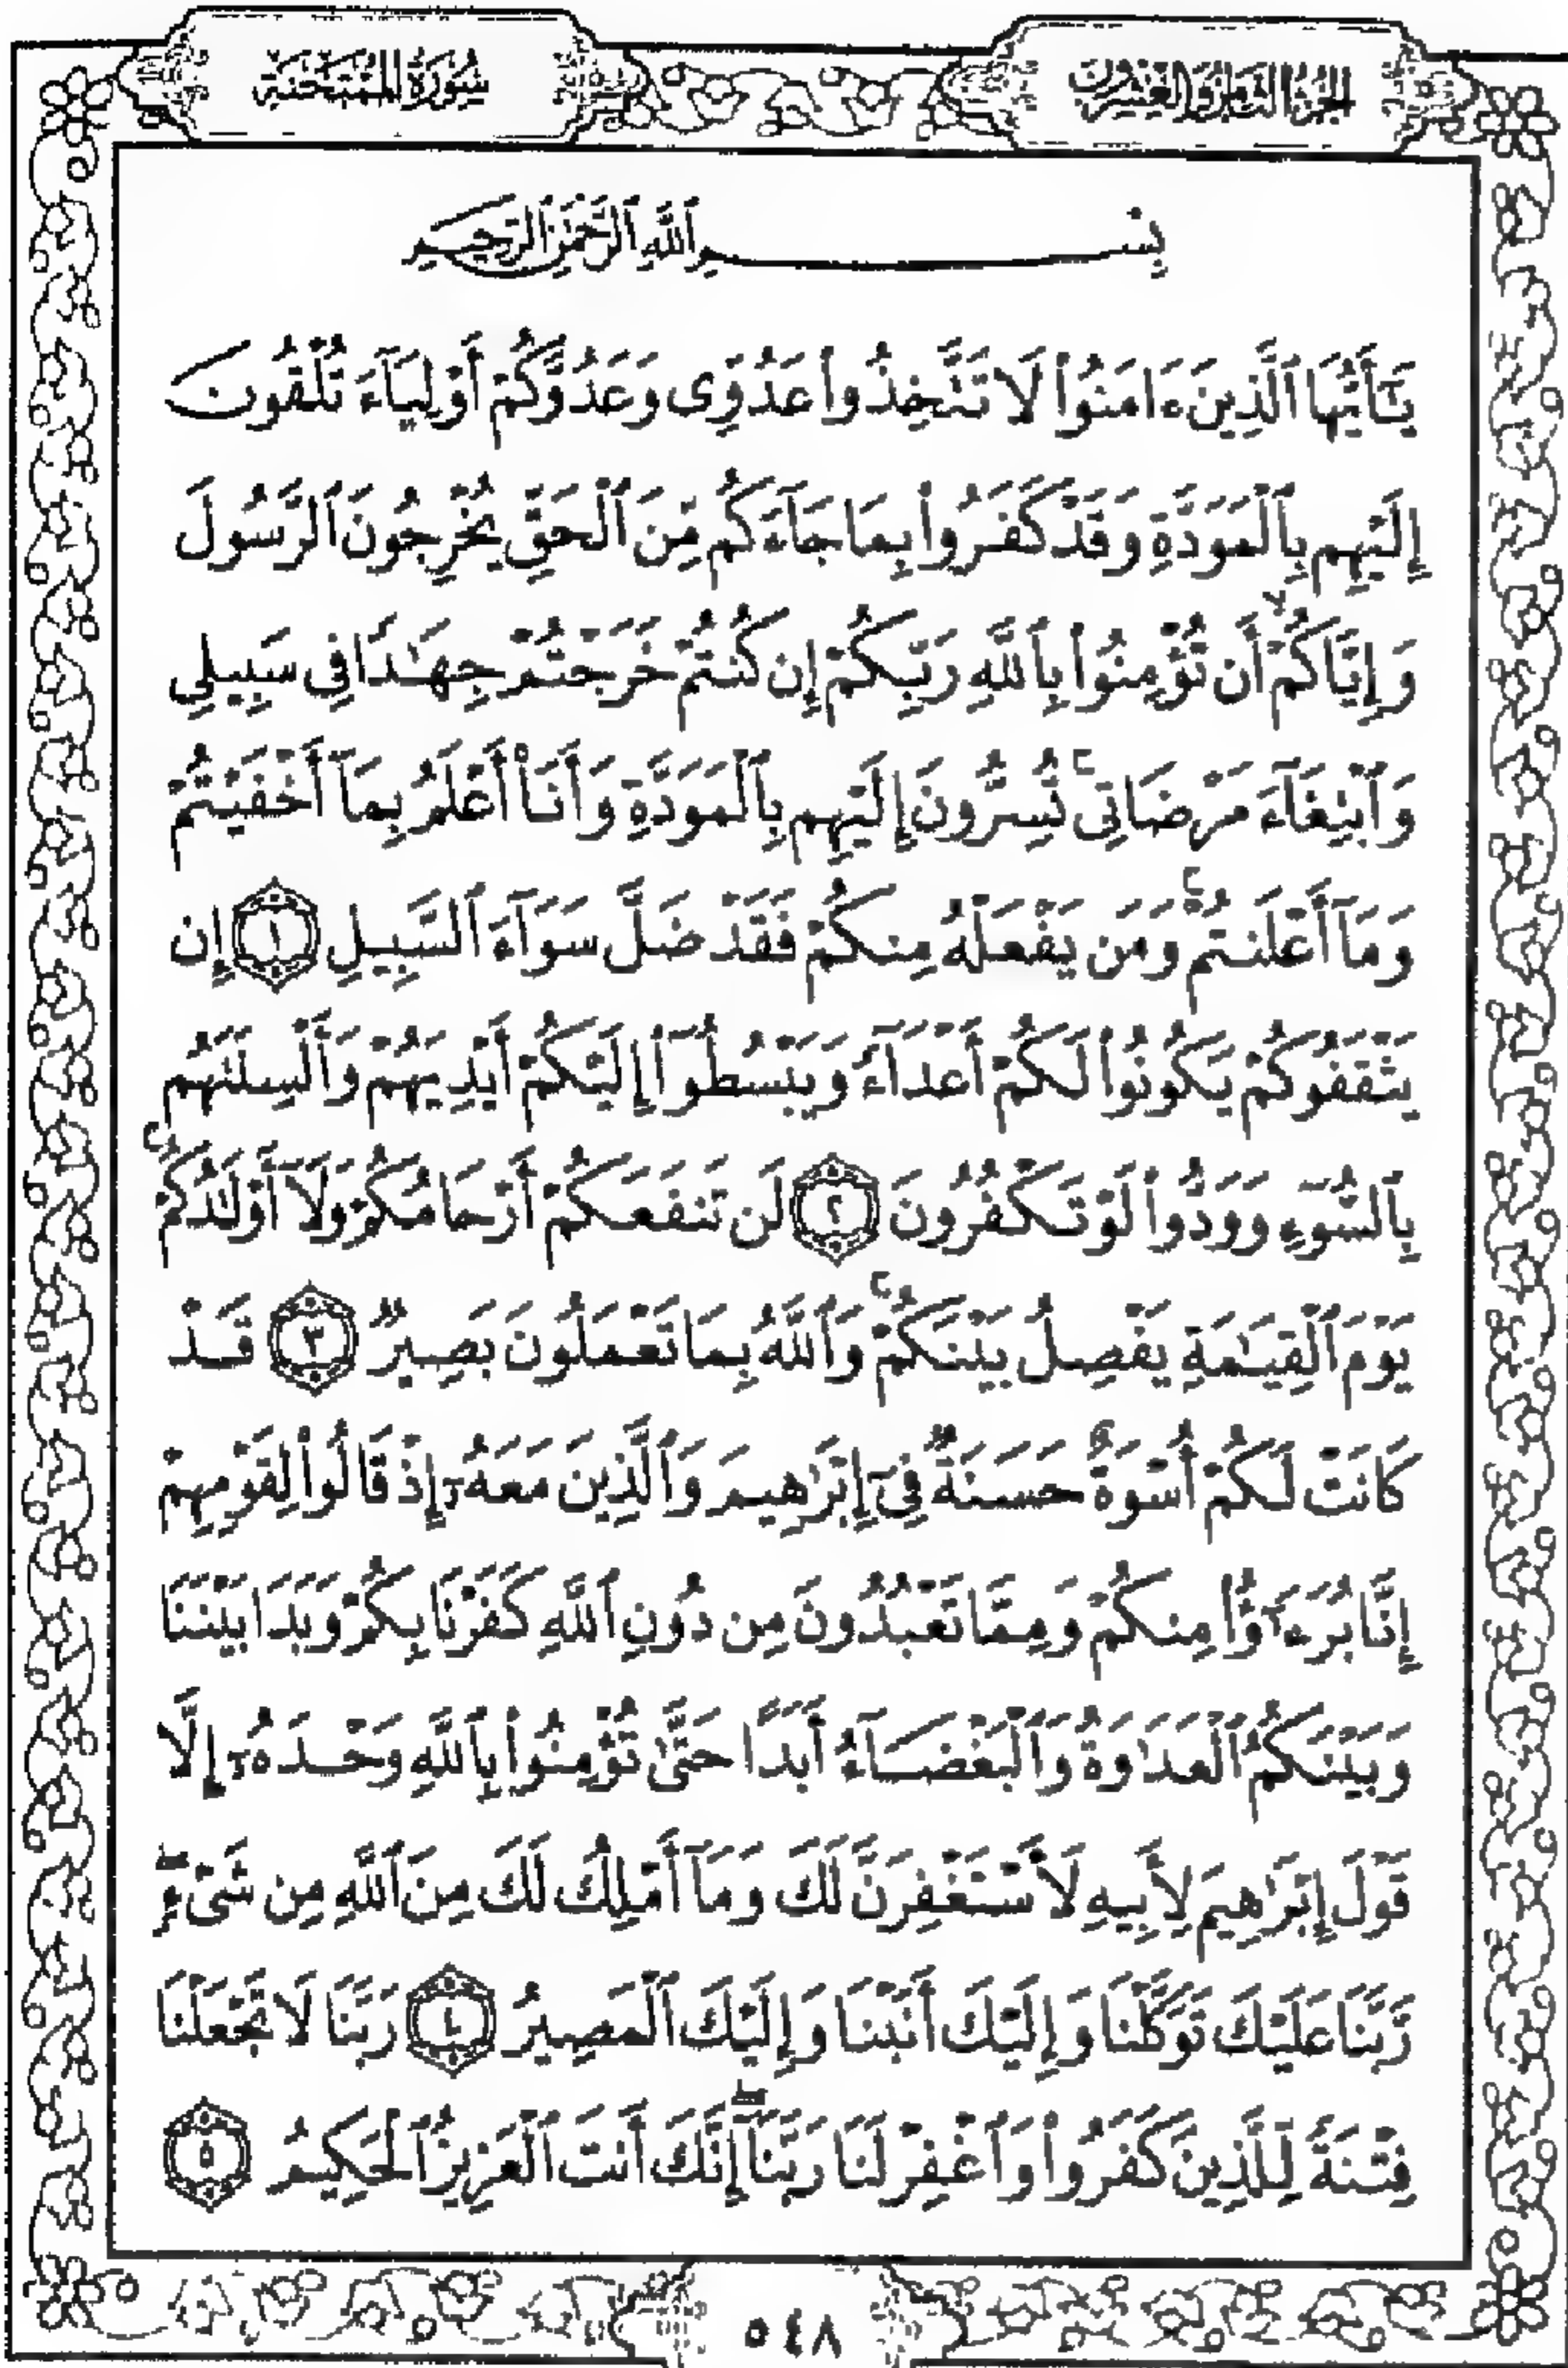 الجزء الثامن والعشرون
سورة الممتحنة
بِسْمِ ٱللَّهِ ٱلرَّحْمَٰنِ ٱلرَّحِيمِ
يَٰٓأَيُّهَا ٱلَّذِينَ ءَامَنُوا۟ لَا تَتَّخِذُوا۟ عَدُوِّى وَعَدُوَّكُمْ أَوْلِيَآءَ تُلْقُونَ
إِلَيْهِم بِٱلْمَوَدَّةِ وَقَدْ كَفَرُوا۟ بِمَا جَآءَكُم مِّنَ ٱلْحَقِّ يُخْرِجُونَ ٱلرَّسُولَ
وَإِيَّاكُمْ ۙ أَن تُؤْمِنُوا۟ بِٱللَّهِ رَبِّكُمْ إِن كُنتُمْ خَرَجْتُمْ جِهَٰدًا فِى سَبِيلِى
وَٱبْتِغَآءَ مَرْضَاتِى ۚ تُسِرُّونَ إِلَيْهِم بِٱلْمَوَدَّةِ وَأَنَا۠ أَعْلَمُ بِمَآ أَخْفَيْتُمْ
وَمَآ أَعْلَنتُمْ ۚ وَمَن يَفْعَلْهُ مِنكُمْ فَقَدْ ضَلَّ سَوَآءَ ٱلسَّبِيلِ ١ إِن
يَثْقَفُوكُمْ يَكُونُوا۟ لَكُمْ أَعْدَآءً وَيَبْسُطُوٓا۟ إِلَيْكُمْ أَيْدِيَهُمْ وَأَلْسِنَتَهُم
بِٱلسُّوٓءِ وَوَدُّوا۟ لَوْ تَكْفُرُونَ ٢ لَن تَنفَعَكُمْ أَرْحَامُكُمْ وَلَآ أَوْلَٰدُكُمْ ۚ
يَوْمَ ٱلْقِيَٰمَةِ يَفْصِلُ بَيْنَكُمْ ۚ وَٱللَّهُ بِمَا تَعْمَلُونَ بَصِيرٌ ٣ قَدْ
كَانَتْ لَكُمْ أُسْوَةٌ حَسَنَةٌ فِىٓ إِبْرَٰهِيمَ وَٱلَّذِينَ مَعَهُۥٓ إِذْ قَالُوا۟ لِقَوْمِهِمْ
إِنَّا بُرَءَٰٓؤُا۟ مِنكُمْ وَمِمَّا تَعْبُدُونَ مِن دُونِ ٱللَّهِ كَفَرْنَا بِكُمْ وَبَدَا بَيْنَنَا
وَبَيْنَكُمُ ٱلْعَدَٰوَةُ وَٱلْبَغْضَآءُ أَبَدًا حَتَّىٰ تُؤْمِنُوا۟ بِٱللَّهِ وَحْدَهُۥٓ إِلَّا
قَوْلَ إِبْرَٰهِيمَ لِأَبِيهِ لَأَسْتَغْفِرَنَّ لَكَ وَمَآ أَمْلِكُ لَكَ مِنَ ٱللَّهِ مِن شَىْءٍ ۖ
رَّبَّنَا عَلَيْكَ تَوَكَّلْنَا وَإِلَيْكَ أَنَبْنَا وَإِلَيْكَ ٱلْمَصِيرُ ٤ رَبَّنَا لَا تَجْعَلْنَا
فِتْنَةً لِّلَّذِينَ كَفَرُوا۟ وَٱغْفِرْ لَنَا رَبَّنَآ ۖ إِنَّكَ أَنتَ ٱلْعَزِيزُ ٱلْحَكِيمُ ٥
٥٤٨